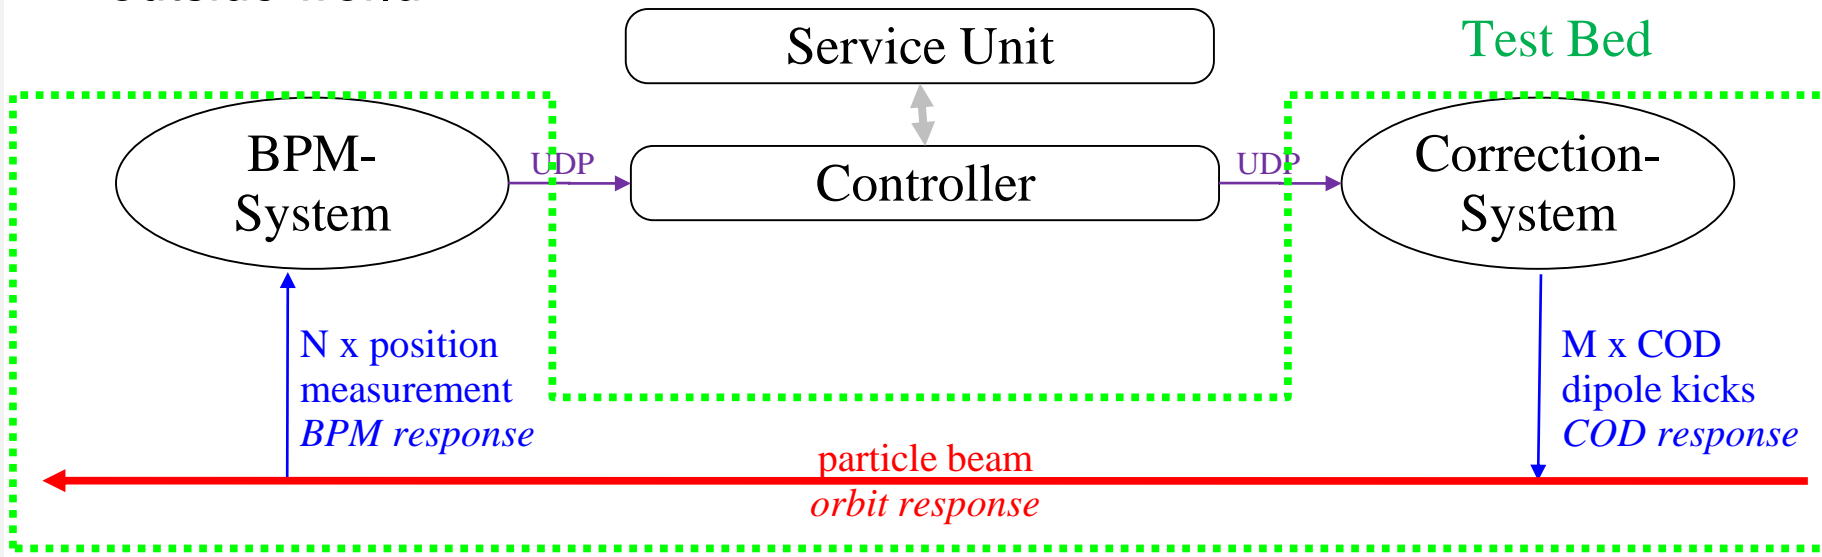 Service Unit
Test Bed
BPM-
System
UDP
Controller
UDP
Correction-
System
N x position
measurement
BPM response
M x COD
dipole kicks
COD response
particle beam
orbit response